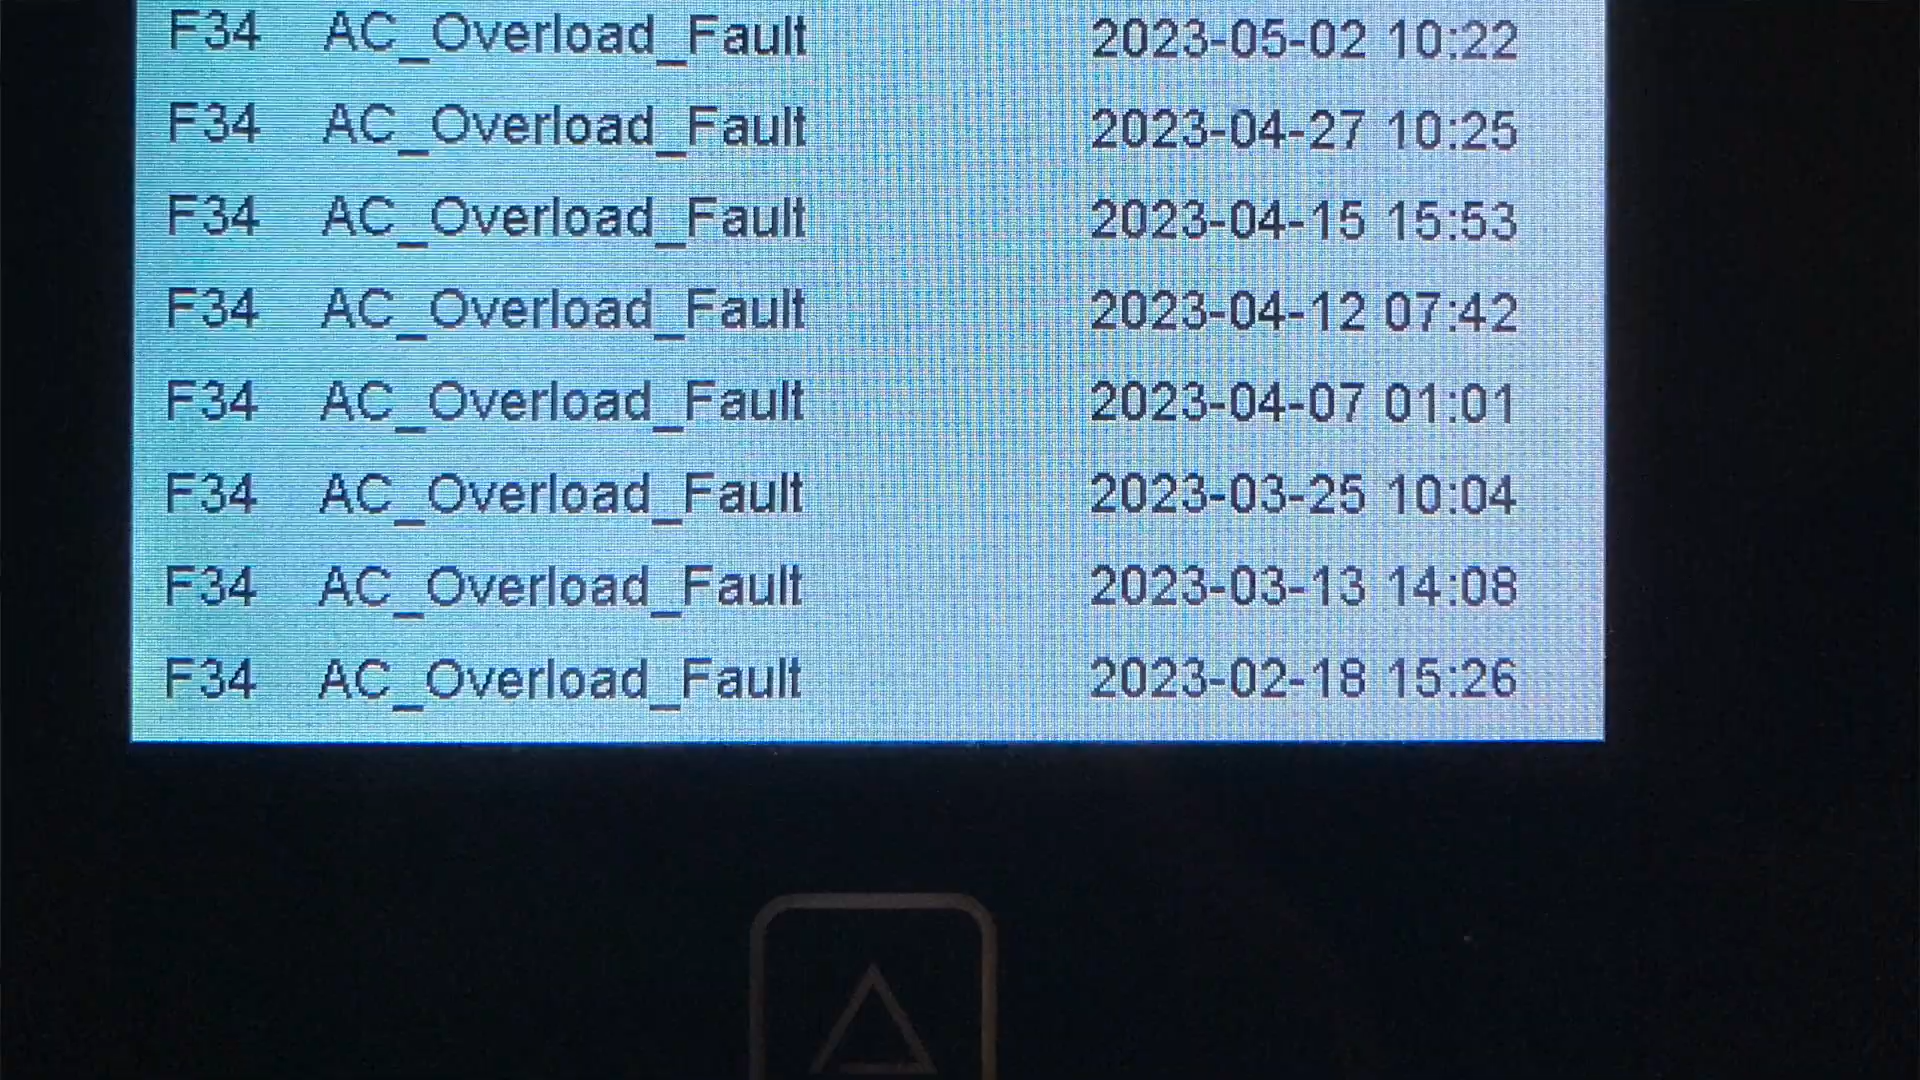 F34 AC_Overload_Fault 2023-05-02 10:22
F34 AC_Overload_Fault 2023-04-27 10:25
F34 AC_Overload_Fault 2023-04-15 15:53
F34 AC_Overload_Fault 2023-04-12 07:42
F34 AC_Overload_Fault 2023-04-07 01:01
F34 AC_Overload_Fault 2023-03-25 10:04
F34 AC_Overload_Fault 2023-03-13 14:08
F34 AC_Overload_Fault 2023-02-18 15:26